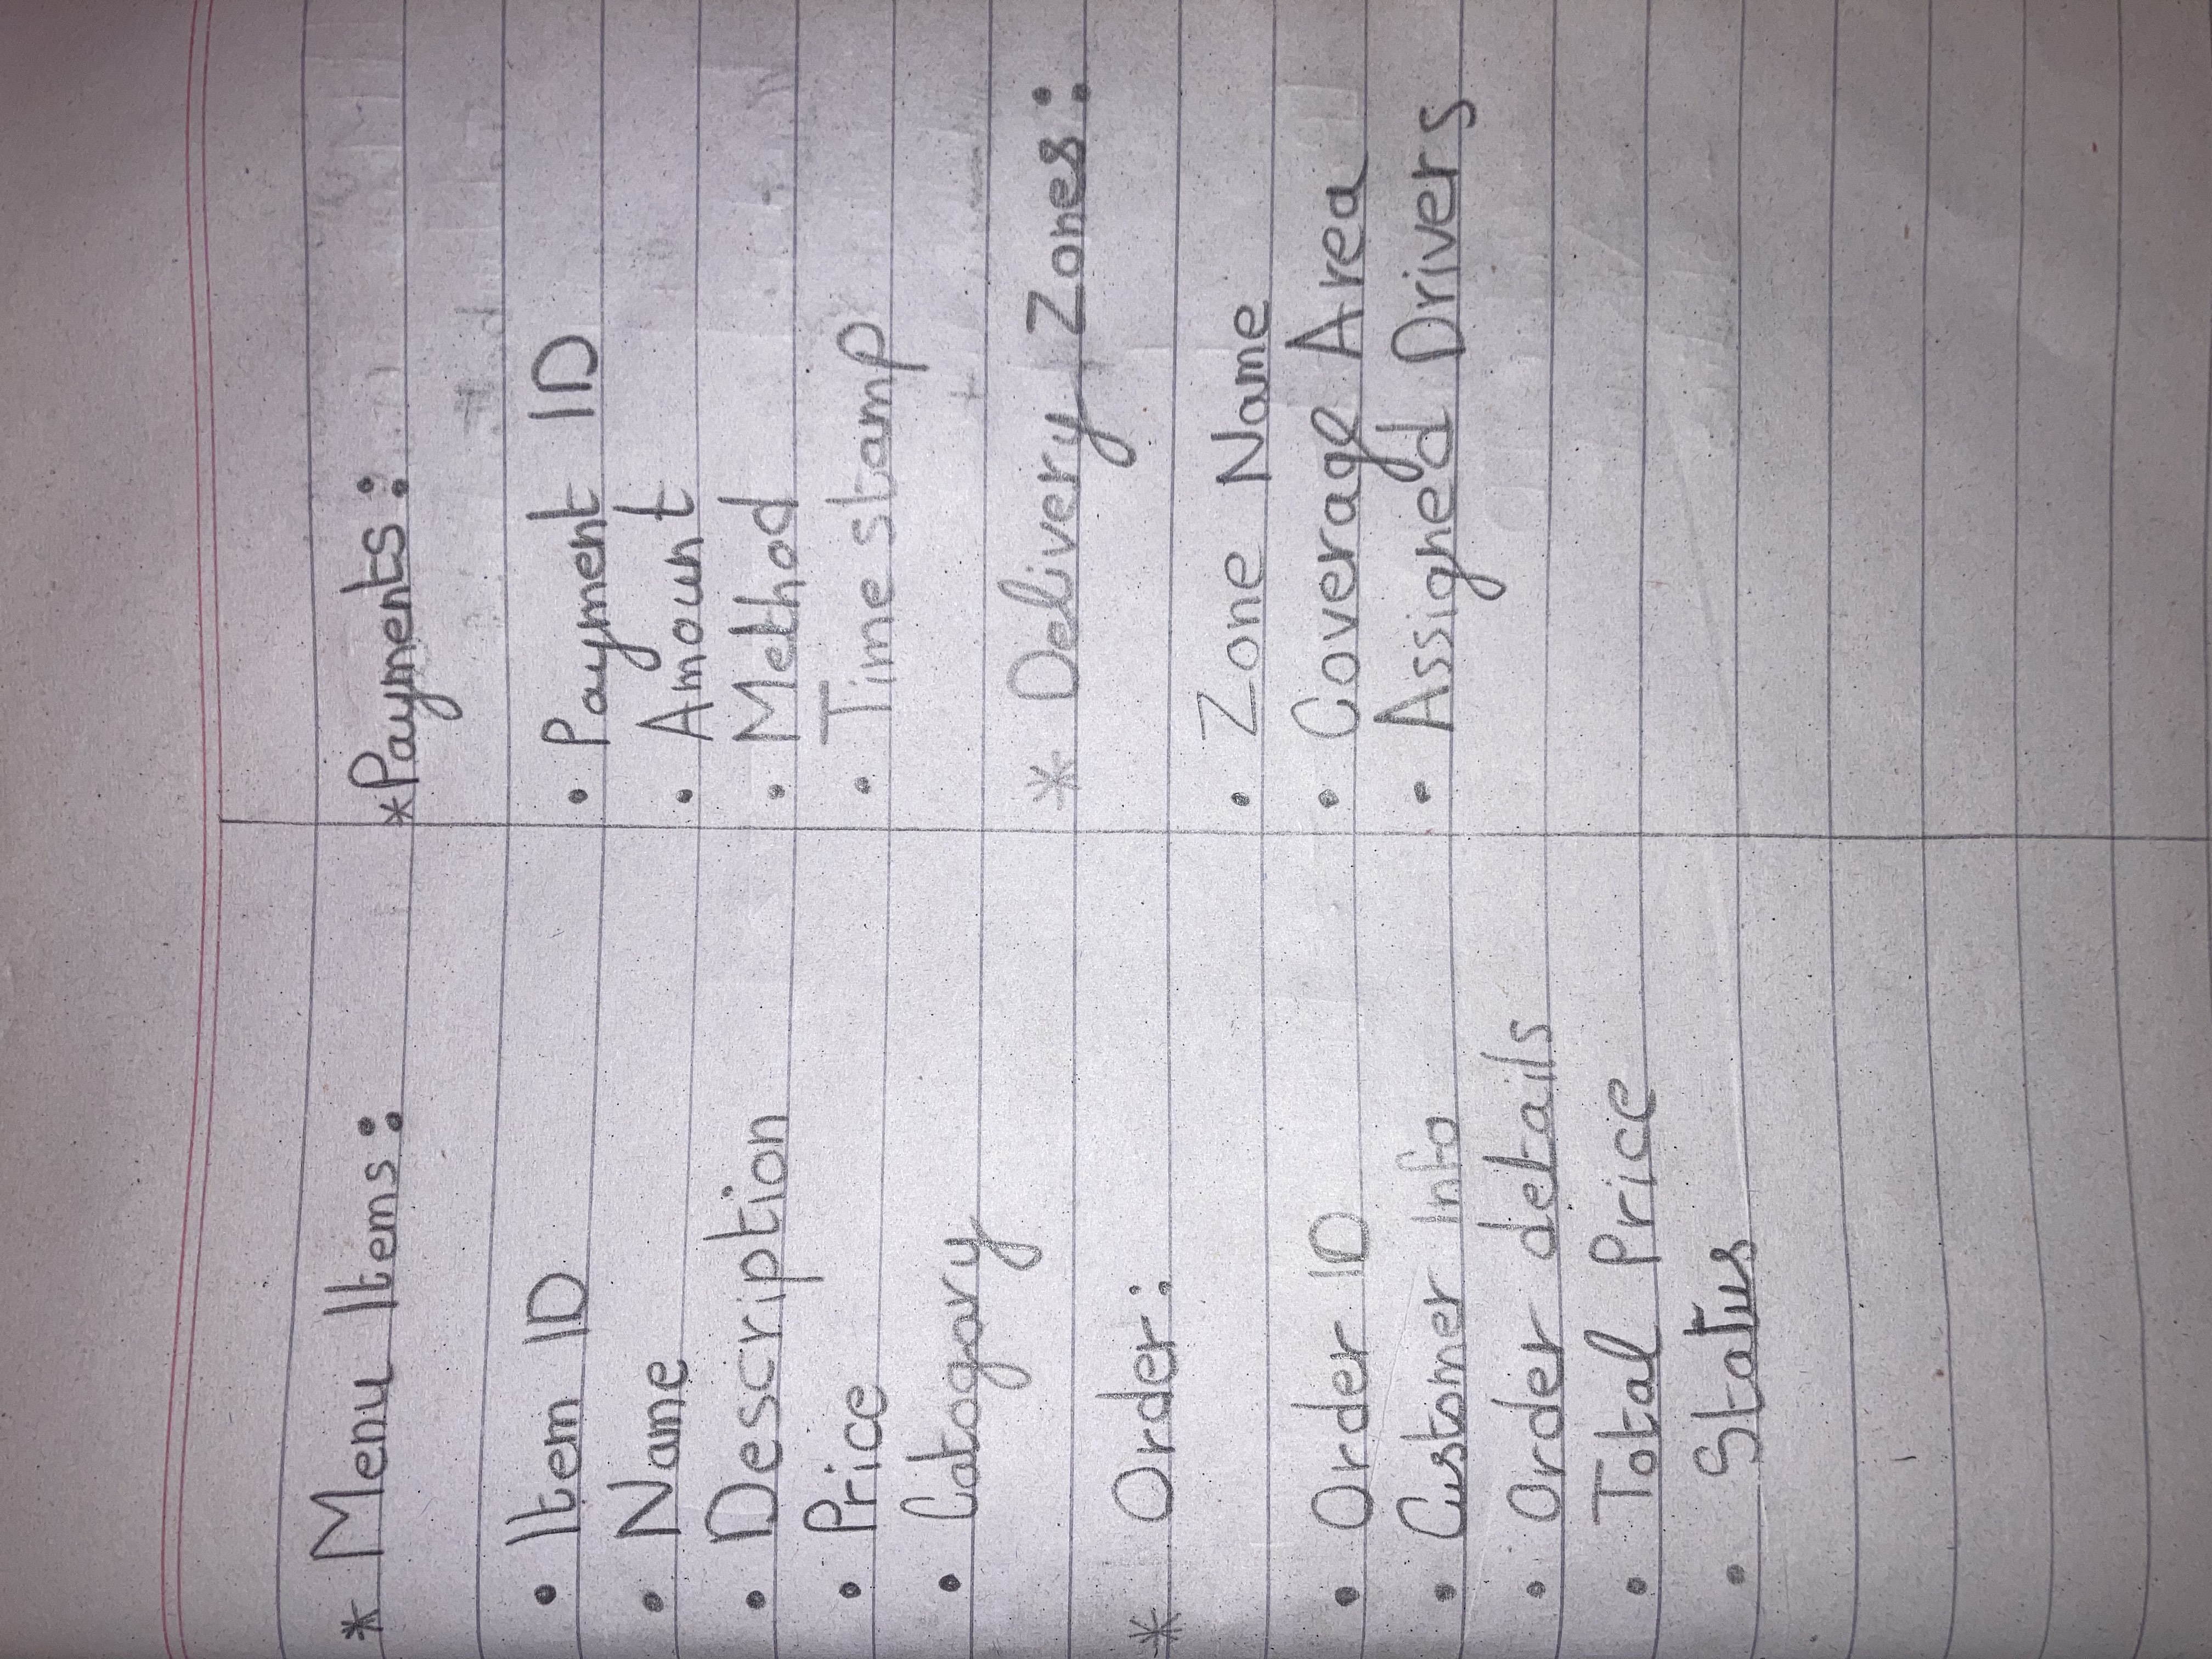 * Menu Items:
• Item ID
• Name
• Description
• Price
• Catogary
* Order:
• Order ID
• Customer Info
• Order details
• Total Price
• Status
*Payments:
• Payment ID
• Amount
• Method
• Time stamp
* Delivery Zones:
• Zone Name
• Coverage Area
• Assigned Drivers